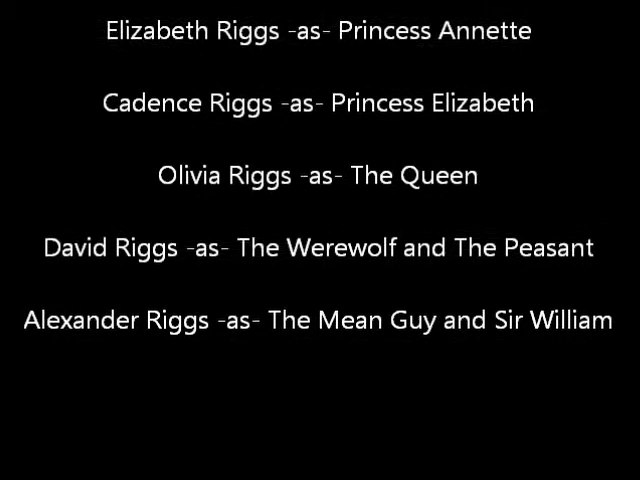 Elizabeth Riggs -as- Princess Annette
Cadence Riggs -as- Princess Elizabeth
Olivia Riggs -as- The Queen
David Riggs -as- The Werewolf and The Peasant
Alexander Riggs -as- The Mean Guy and Sir William